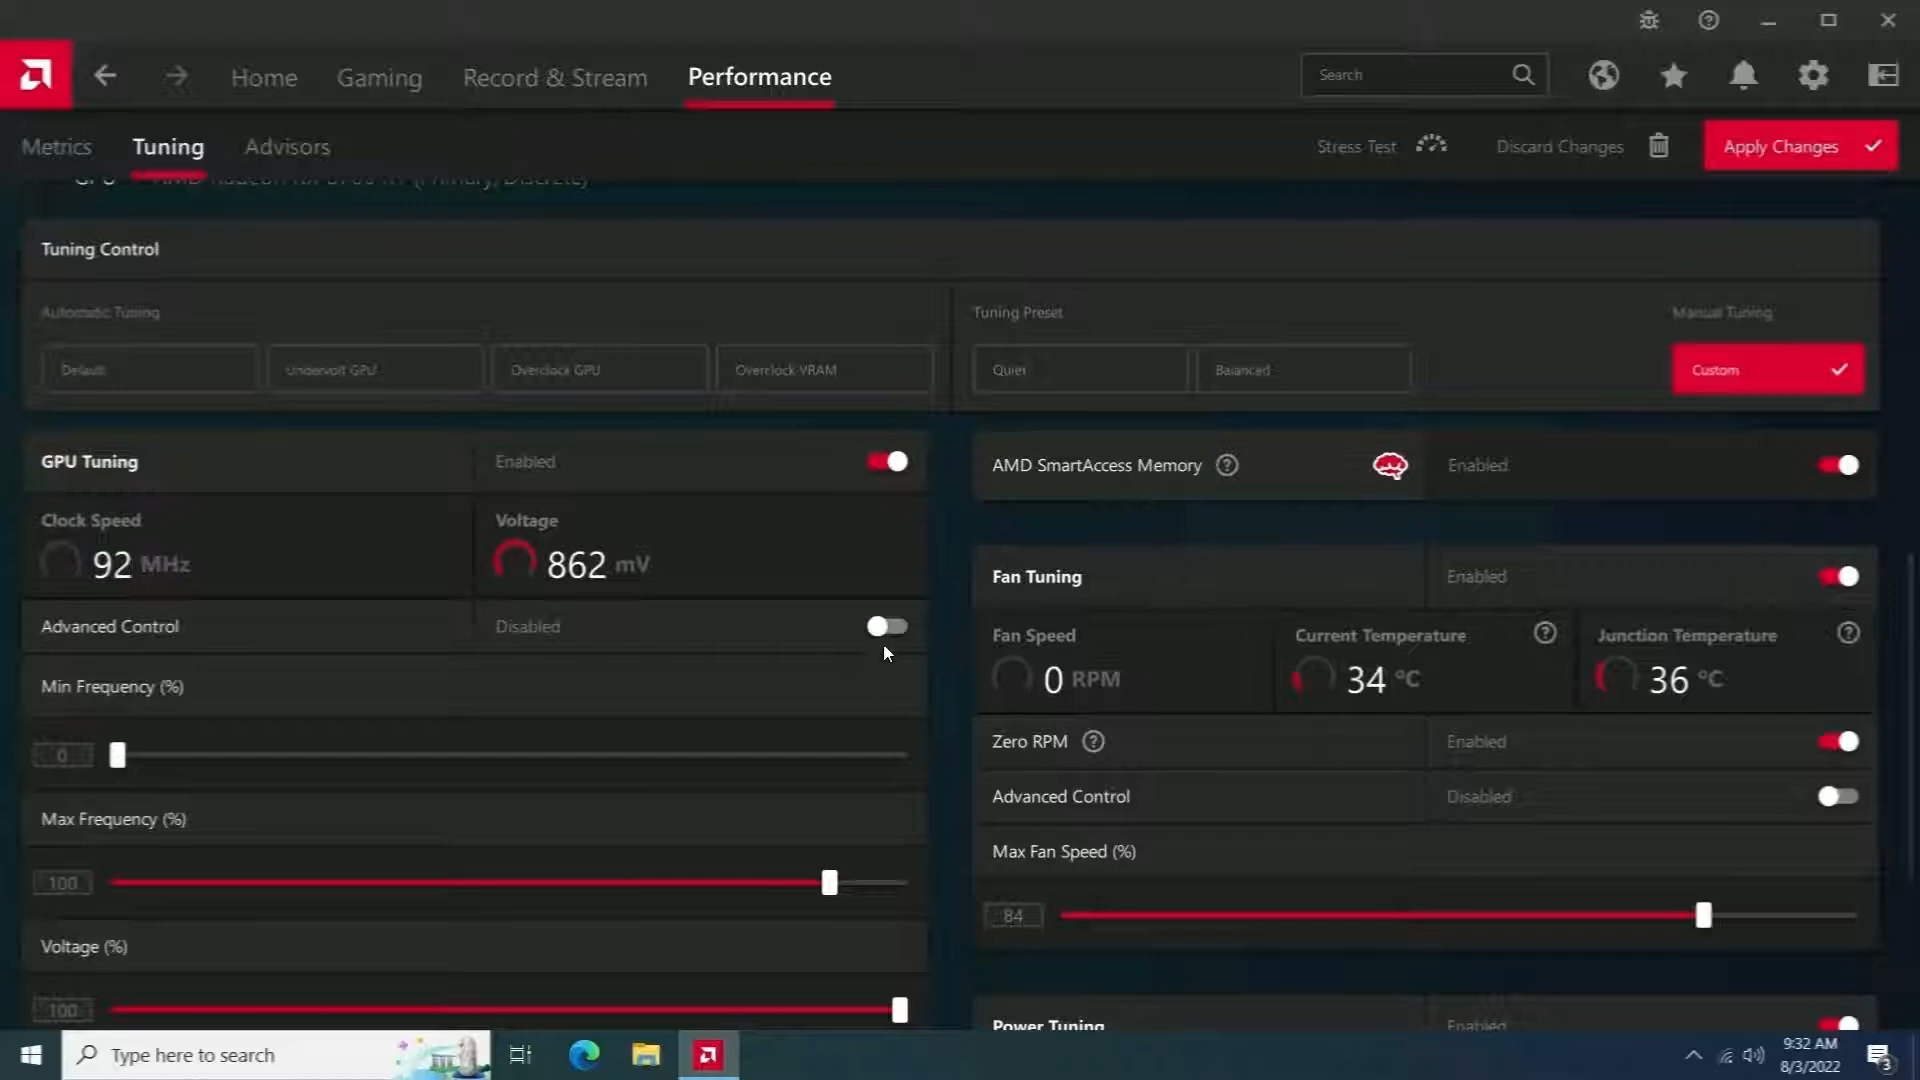 Home Gaming Record & Stream Performance
Search
Metrics Tuning Advisors
Stress Test
Discard Changes
Apply Changes
Tuning Control
Automatic Tuning
Tuning Preset
Manual Tuning
Default
Undervolt GPU
Overclock GPU
Overclock VRAM
Quiet
Balanced
Custom
GPU Tuning
Enabled
Clock Speed
92 MHz
Voltage
862 mV
Advanced Control
Disabled
Min Frequency (%)
0
Max Frequency (%)
100
Voltage (%)
100
AMD SmartAccess Memory
Enabled
Fan Tuning
Enabled
Fan Speed
0 RPM
Current Temperature
34 °C
Junction Temperature
36 °C
Zero RPM
Enabled
Advanced Control
Disabled
Max Fan Speed (%)
84
Power Tuning
Enabled
Type here to search
9:32 AM
8/3/2022
3